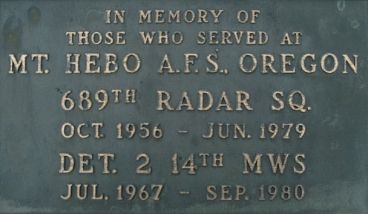 IN MEMORY OF
THOSE WHO SERVED AT
MT. HEBO A.F.S., OREGON
689TH RADAR SQ.
OCT. 1956 - JUN. 1979
DET. 2 14TH MWS
JUL. 1967 - SEP. 1980